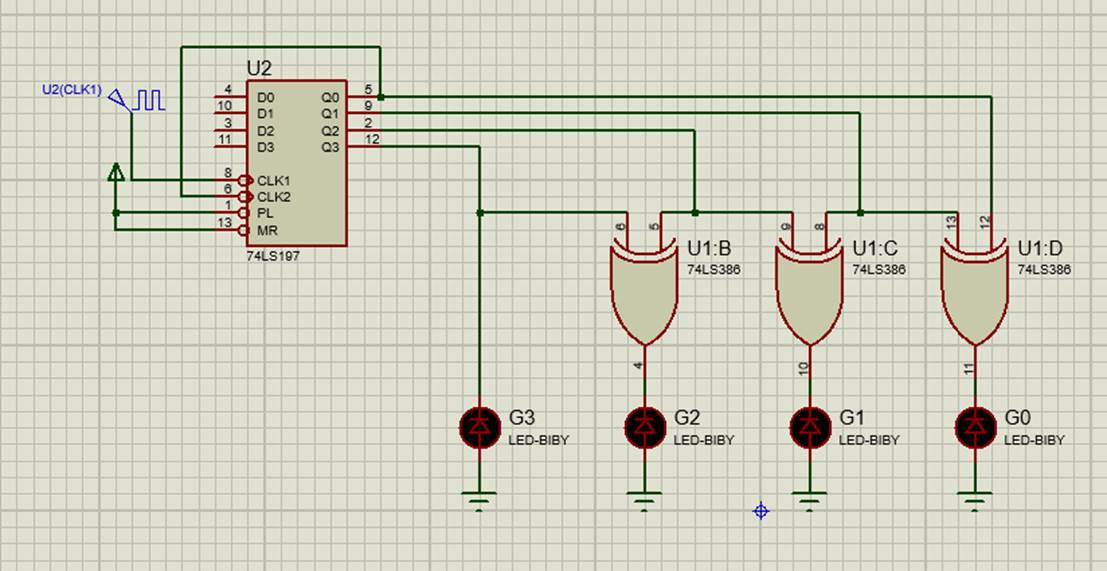 U2
U2(CLK1)
4 D0 Q0 5
10 D1 Q1 9
3 D2 Q2 2
11 D3 Q3 12
8 CLK1
6 CLK2
1 PL
13 MR
74LS197
6 5 9 8 13 12
U1:B U1:C U1:D
74LS386 74LS386 74LS386
4 10 11
G3 G2 G1 G0
LED-BIBY LED-BIBY LED-BIBY LED-BIBY